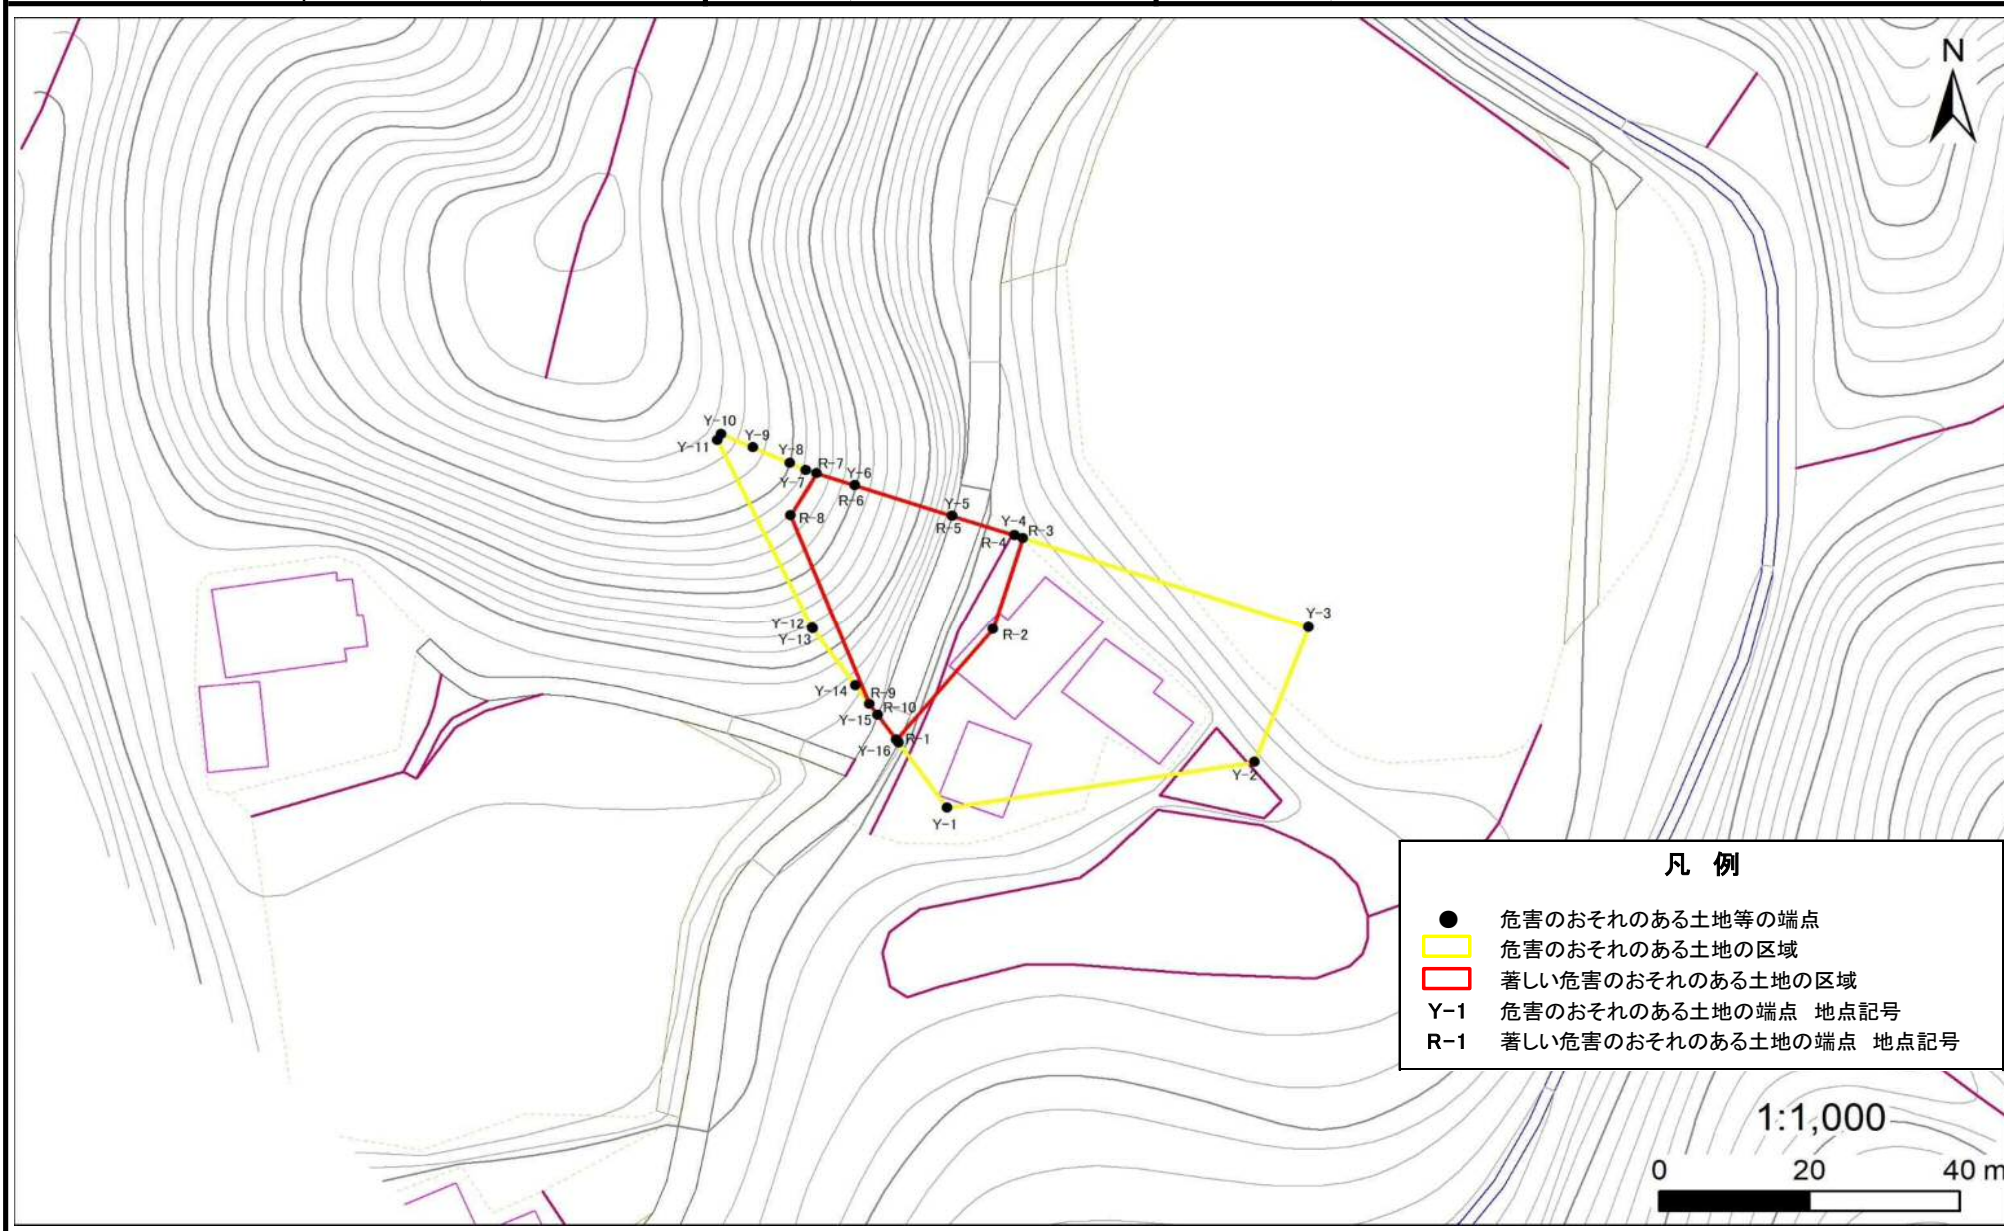 N
Y-10
Y-11
Y-9
Y-8
Y-7
R-7
Y-6
R-6
R-8
Y-5
R-5
Y-4
R-4
R-3
Y-3
Y-12
Y-13
R-2
Y-14
R-9
R-10
Y-15
R-1
Y-16
Y-2
Y-1
凡 例
危害のおそれのある土地等の端点
危害のおそれのある土地の区域
著しい危害のおそれのある土地の区域
Y-1 危害のおそれのある土地の端点 地点記号
R-1 著しい危害のおそれのある土地の端点 地点記号
1:1,000
0 20 40 m